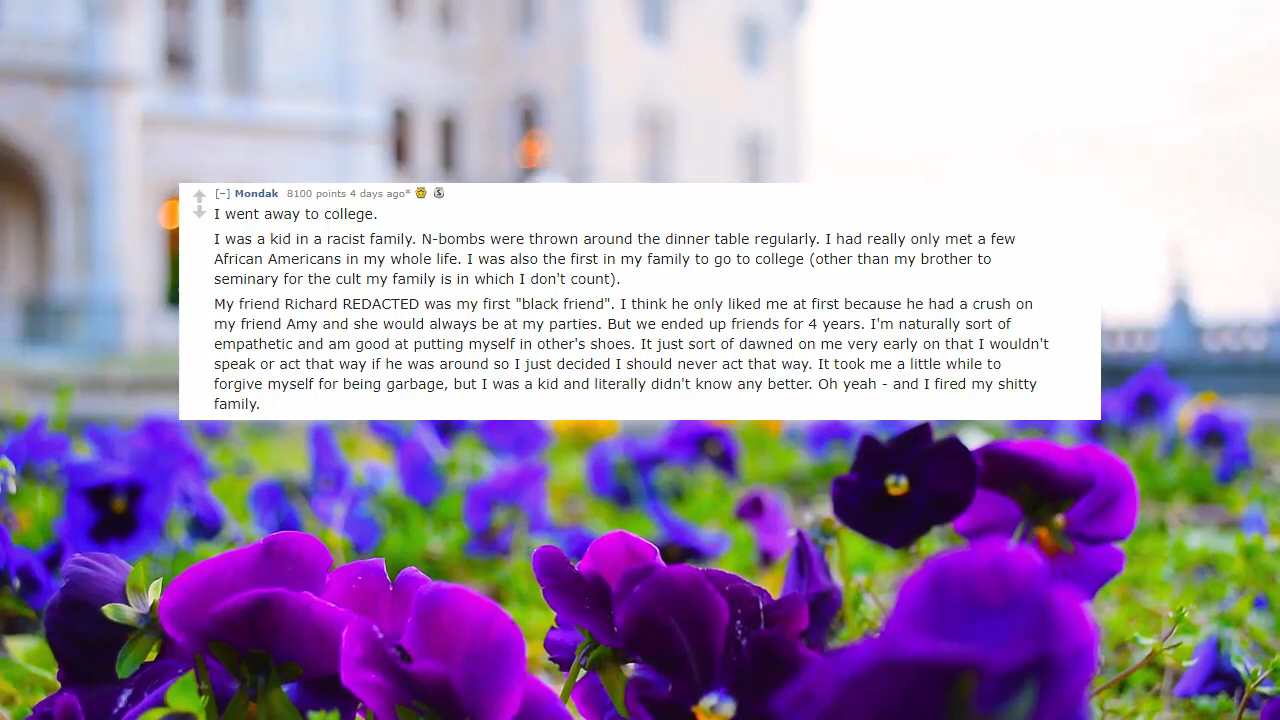 [–] Mondak 8100 points 4 days ago*
I went away to college.
I was a kid in a racist family. N-bombs were thrown around the dinner table regularly. I had really only met a few
African Americans in my whole life. I was also the first in my family to go to college (other than my brother to
seminary for the cult my family is in which I don't count).
My friend Richard REDACTED was my first "black friend". I think he only liked me at first because he had a crush on
my friend Amy and she would always be at my parties. But we ended up friends for 4 years. I'm naturally sort of
empathetic and am good at putting myself in other's shoes. It just sort of dawned on me very early on that I wouldn't
speak or act that way if he was around so I just decided I should never act that way. It took me a little while to
forgive myself for being garbage, but I was a kid and literally didn't know any better. Oh yeah - and I fired my shitty
family.